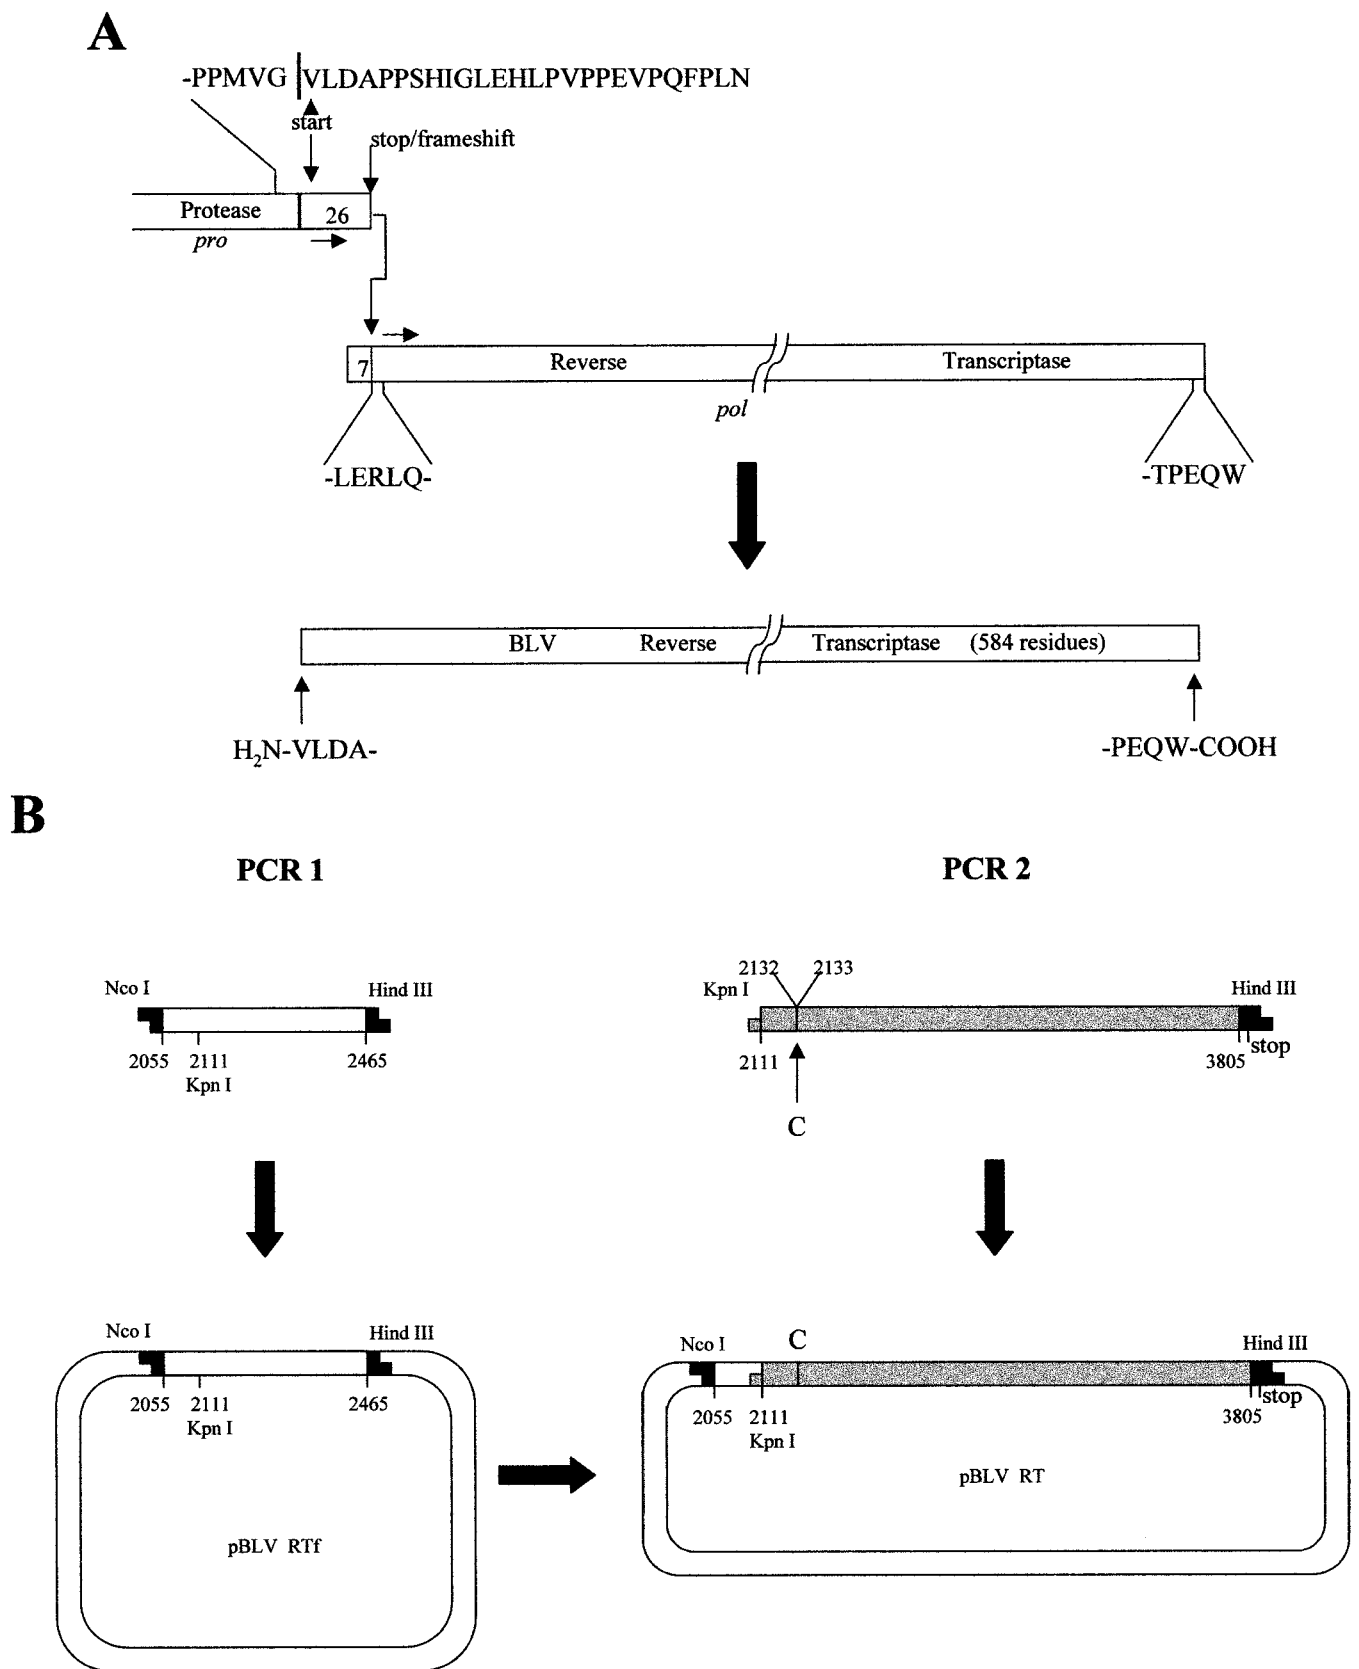 A
-PPMVG VLDAPPSHIGLEHLPVPPEVPQFPLN
start
stop/frameshift
Protease
26
pro
7
Reverse
Transcriptase
pol
-LERLQ-
-TPEQW
BLV Reverse Transcriptase (584 residues)
H2N-VLDA-
-PEQW-COOH
B
PCR 1
PCR 2
Nco I
Hind III
2055
2111
2465
Kpn I
2132
2133
Kpn I
Hind III
2111
3805
stop
C
Nco I
Hind III
2055
2111
2465
Kpn I
pBLV RTf
Nco I
C
Hind III
2055
2111
3805
stop
Kpn I
pBLV RT